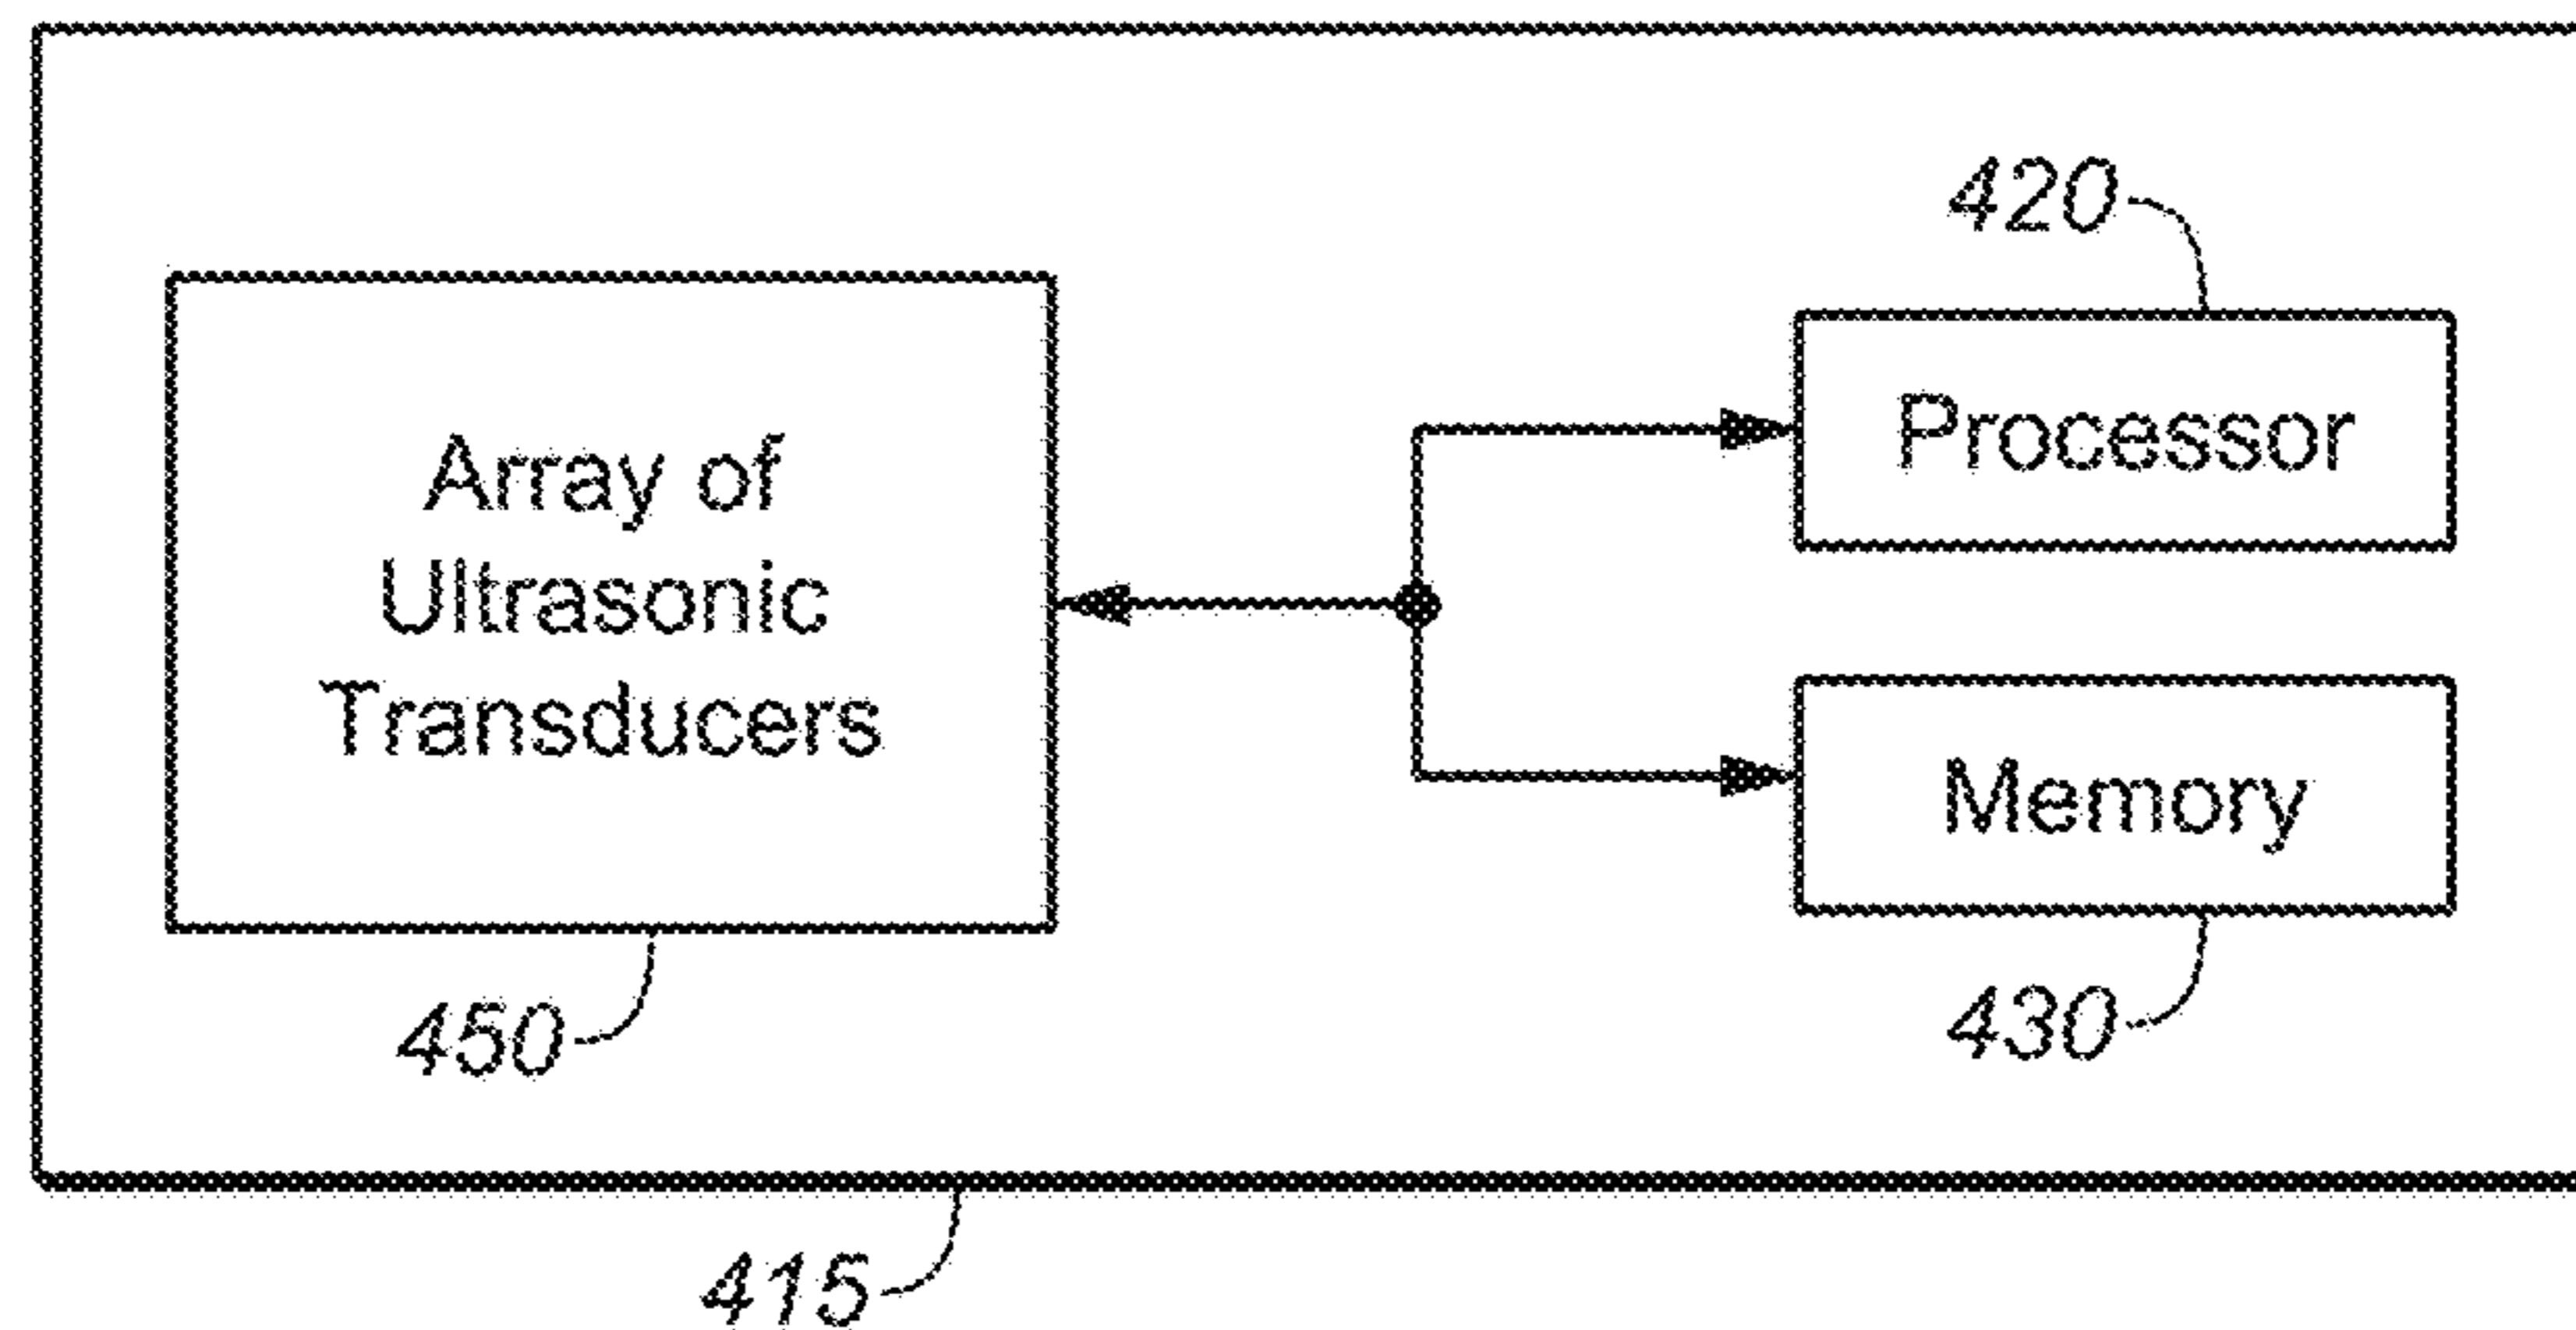 420
Array of
Ultrasonic
Transducers
Processor
Memory
450
430
415